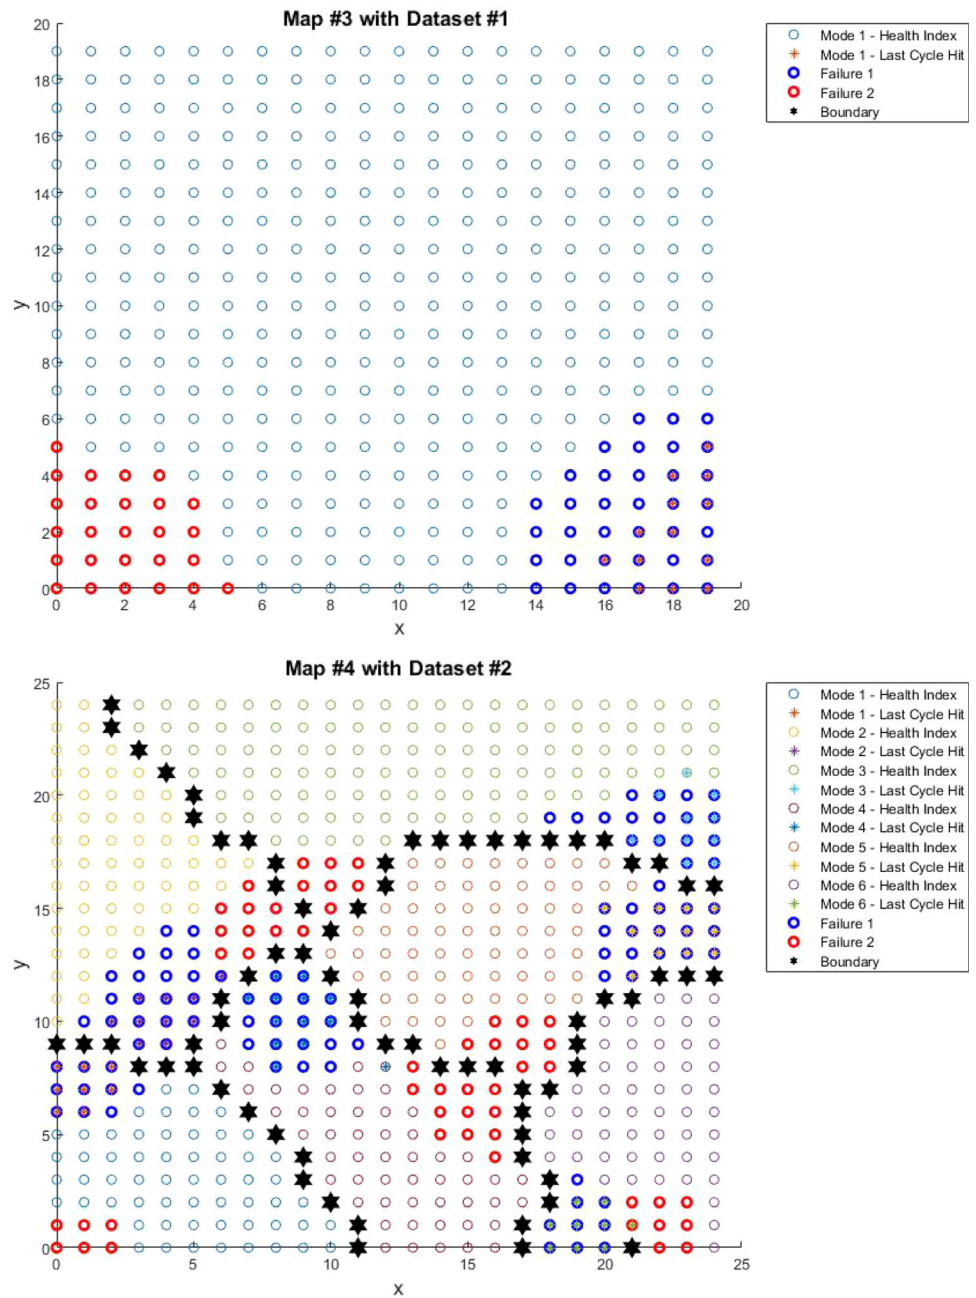 Map #3 with Dataset #1
20
18
16
14
12
10
8
6
4
2
0
y
0 2 4 6 8 10 12 14 16 18 20
x
Mode 1 - Health Index
Mode 1 - Last Cycle Hit
Failure 1
Failure 2
Boundary
Map #4 with Dataset #2
25
20
15
10
5
0
y
0 5 10 15 20 25
x
Mode 1 - Health Index
Mode 1 - Last Cycle Hit
Mode 2 - Health Index
Mode 2 - Last Cycle Hit
Mode 3 - Health Index
Mode 3 - Last Cycle Hit
Mode 4 - Health Index
Mode 4 - Last Cycle Hit
Mode 5 - Health Index
Mode 5 - Last Cycle Hit
Mode 6 - Health Index
Mode 6 - Last Cycle Hit
Failure 1
Failure 2
Boundary